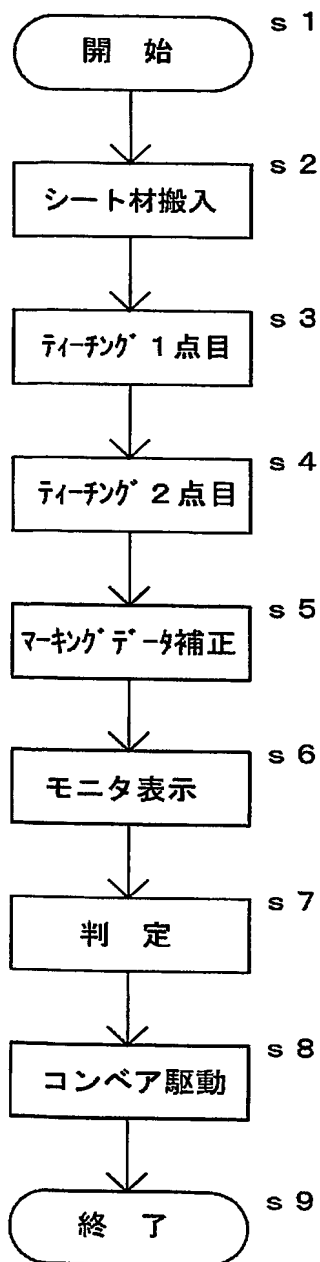 s 1
開 始
s 2
シート材搬入
s 3
ﾃｨｰﾁﾝｸﾞ 1点目
s 4
ﾃｨｰﾁﾝｸﾞ 2点目
s 5
ﾏｰｷﾝｸﾞﾃﾞｰﾀ補正
s 6
モニタ表示
s 7
判 定
s 8
コンベア駆動
s 9
終 了